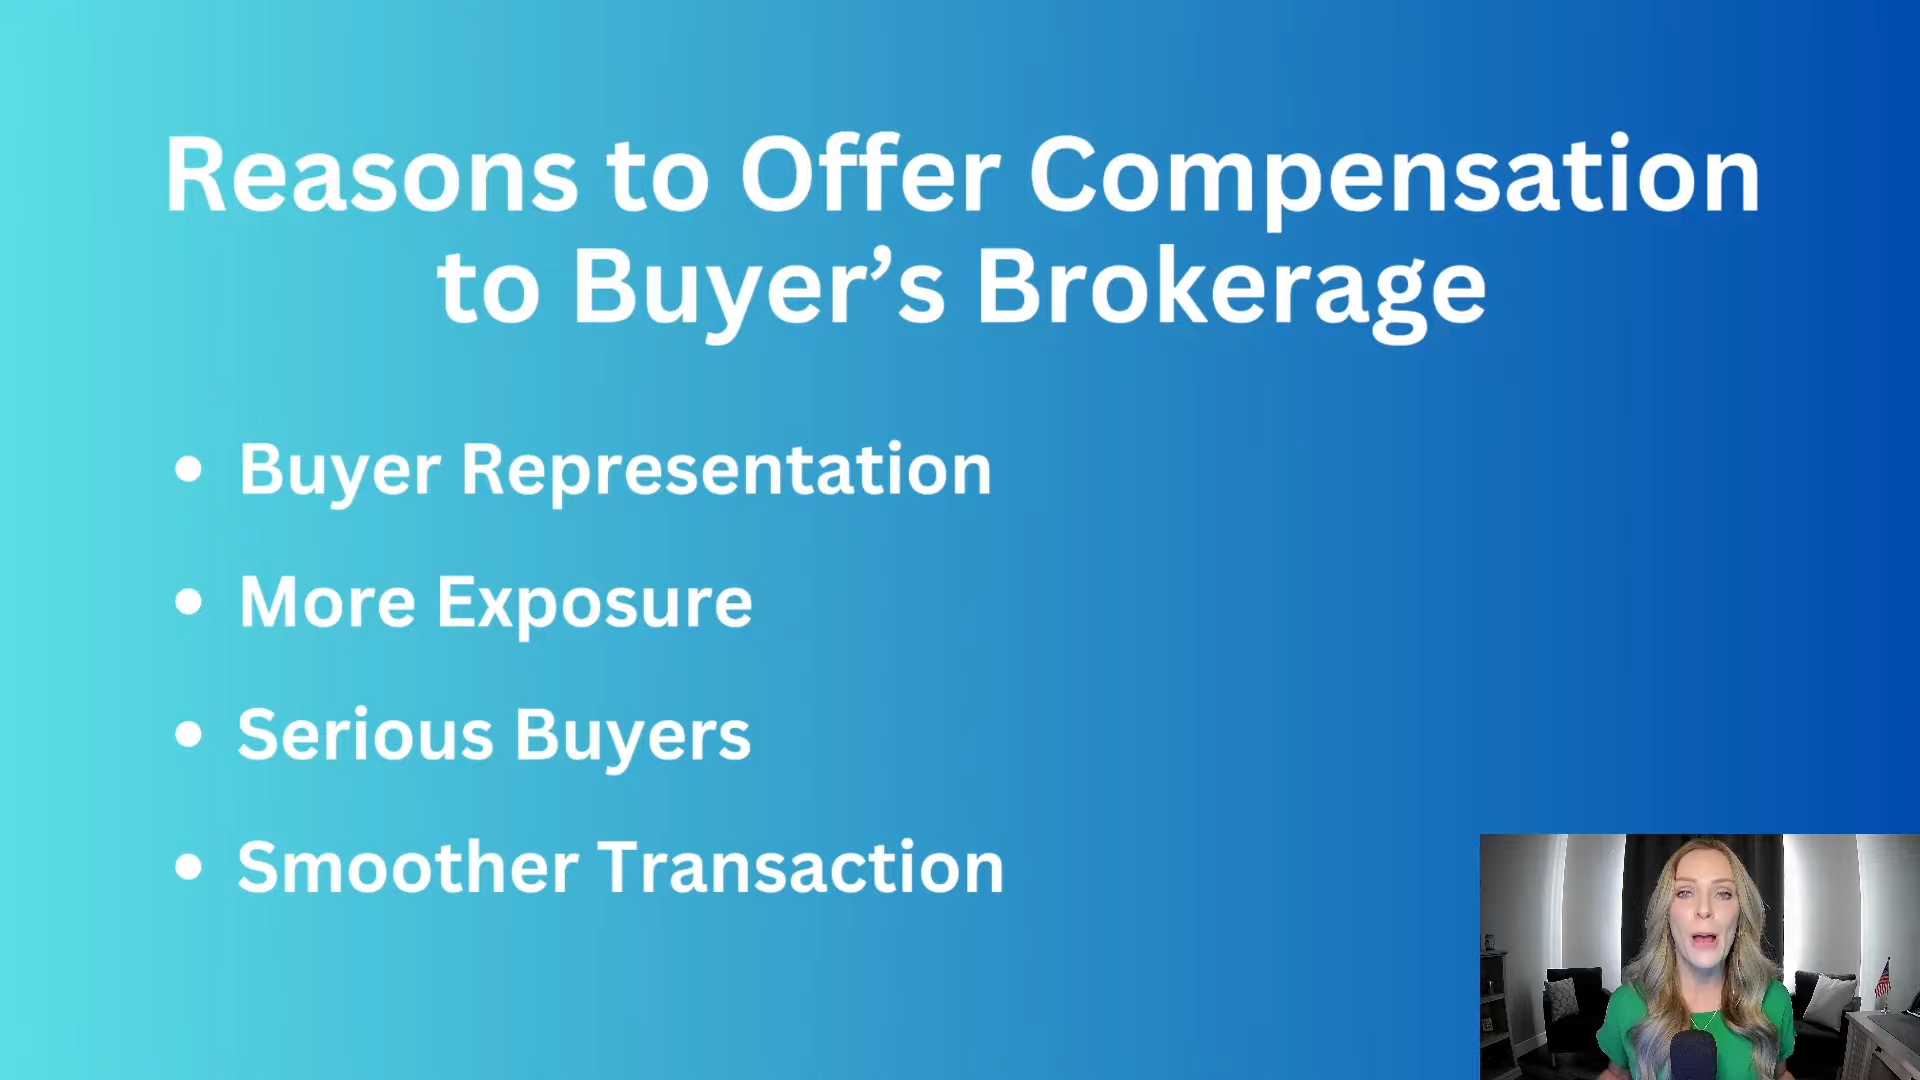 Reasons to Offer Compensation
to Buyer’s Brokerage
• Buyer Representation
• More Exposure
• Serious Buyers
• Smoother Transaction